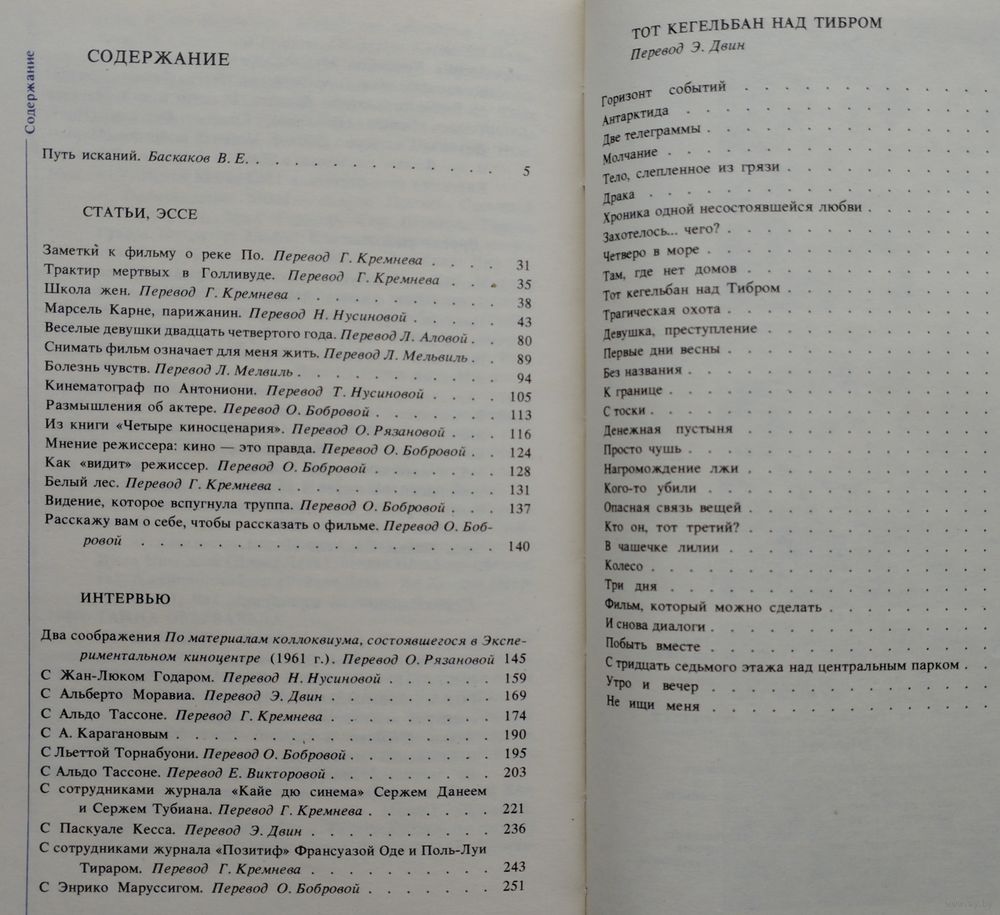 Содержание
СОДЕРЖАНИЕ
Путь исканий. Баскаков В. Е. . . . . . . . . . . 5
СТАТЬИ, ЭССЕ
Заметки к фильму о реке По. Перевод Г. Кремнева . . . . 31
Трактир мертвых в Голливуде. Перевод Г. Кремнева . . . 35
Школа жен. Перевод Г. Кремнева . . . . . . . . . 38
Марсель Карне, парижанин. Перевод Н. Нусиновой . . . . 43
Веселые девушки двадцать четвертого года. Перевод Л. Аловой . . 80
Снимать фильм означает для меня жить. Перевод Л. Мельвиль . . 89
Болезнь чувств. Перевод Л. Мелвиль . . . . . . . . . 94
Кинематограф по Антониони. Перевод Т. Нусиновой . . . . 105
Размышления об актере. Перевод О. Бобровой . . . . . . 113
Из книги «Четыре киносценария». Перевод О. Рязановой . . . 116
Мнение режиссера: кино — это правда. Перевод О. Бобровой . . 124
Как «видит» режиссер. Перевод О. Бобровой . . . . . . 128
Белый лес. Перевод Г. Кремнева . . . . . . . . . . 131
Видение, которое вспугнула труппа. Перевод О. Бобровой . . . 137
Расскажу вам о себе, чтобы рассказать о фильме. Перевод О. Боб-
ровой . . . . . . . . . . . . . . . . . . 140
ИНТЕРВЬЮ
Два соображения По материалам коллоквиума, состоявшегося в Экспе-
риментальном киноцентре (1961 г.). Перевод О. Рязановой 145
С Жан-Люком Годаром. Перевод Н. Нусиновой . . . . . . 159
С Альберто Моравиа. Перевод Э. Двин . . . . . . . . . 169
С Альдо Тассоне. Перевод Г. Кремнева . . . . . . . . . 174
С А. Карагановым . . . . . . . . . . . . . . . . . 190
С Льеттой Торнабуони. Перевод О. Бобровой . . . . . . . . 195
С Альдо Тассоне. Перевод Е. Викторовой . . . . . . . . . 203
С сотрудниками журнала «Кайе дю синема» Сержем Данеем
и Сержем Тубиана. Перевод Г. Кремнева . . . . . . . 221
С Паскуале Кесса. Перевод Э. Двин . . . . . . . . . . 236
С сотрудниками журнала «Позитиф» Франсуазой Оде и Поль-Луи
Тираром. Перевод Г. Кремнева . . . . . . . . . . 243
С Энрико Маруссигом. Перевод О. Бобровой . . . . . . . 251
ТОТ КЕГЕЛЬБАН НАД ТИБРОМ
Перевод Э. Двин
Горизонт событий . . . . . . . . . . . .
Антарктида . . . . . . . . . . . . . .
Две телеграммы . . . . . . . . . . . . .
Молчание . . . . . . . . . . . . . . .
Тело, слепленное из грязи . . . . . . . . .
Драка . . . . . . . . . . . . . . . .
Хроника одной несостоявшейся любви . . . . . .
Захотелось... чего? . . . . . . . . . . . .
Четверо в море . . . . . . . . . . . . .
Там, где нет домов . . . . . . . . . . . .
Тот кегельбан над Тибром . . . . . . . . . .
Трагическая охота . . . . . . . . . . . .
Девушка, преступление . . . . . . . . . . .
Первые дни весны . . . . . . . . . . . . .
Без названия . . . . . . . . . . . . . .
К границе . . . . . . . . . . . . . . .
С тоски . . . . . . . . . . . . . . . .
Денежная пустыня . . . . . . . . . . . .
Просто чушь . . . . . . . . . . . . . .
Нагромождение лжи . . . . . . . . . . . .
Кого-то убили . . . . . . . . . . . . . .
Опасная связь вещей . . . . . . . . . . . .
Кто он, тот третий? . . . . . . . . . . . .
В чашечке лилии . . . . . . . . . . . . .
Колесо . . . . . . . . . . . . . . . .
Три дня . . . . . . . . . . . . . . . .
Фильм, который можно сделать . . . . . . . .
И снова диалоги . . . . . . . . . . . . .
Побыть вместе . . . . . . . . . . . . . .
С тридцать седьмого этажа над центральным парком . .
Утро и вечер . . . . . . . . . . . . . .
Не ищи меня . . . . . . . . . . . . . .